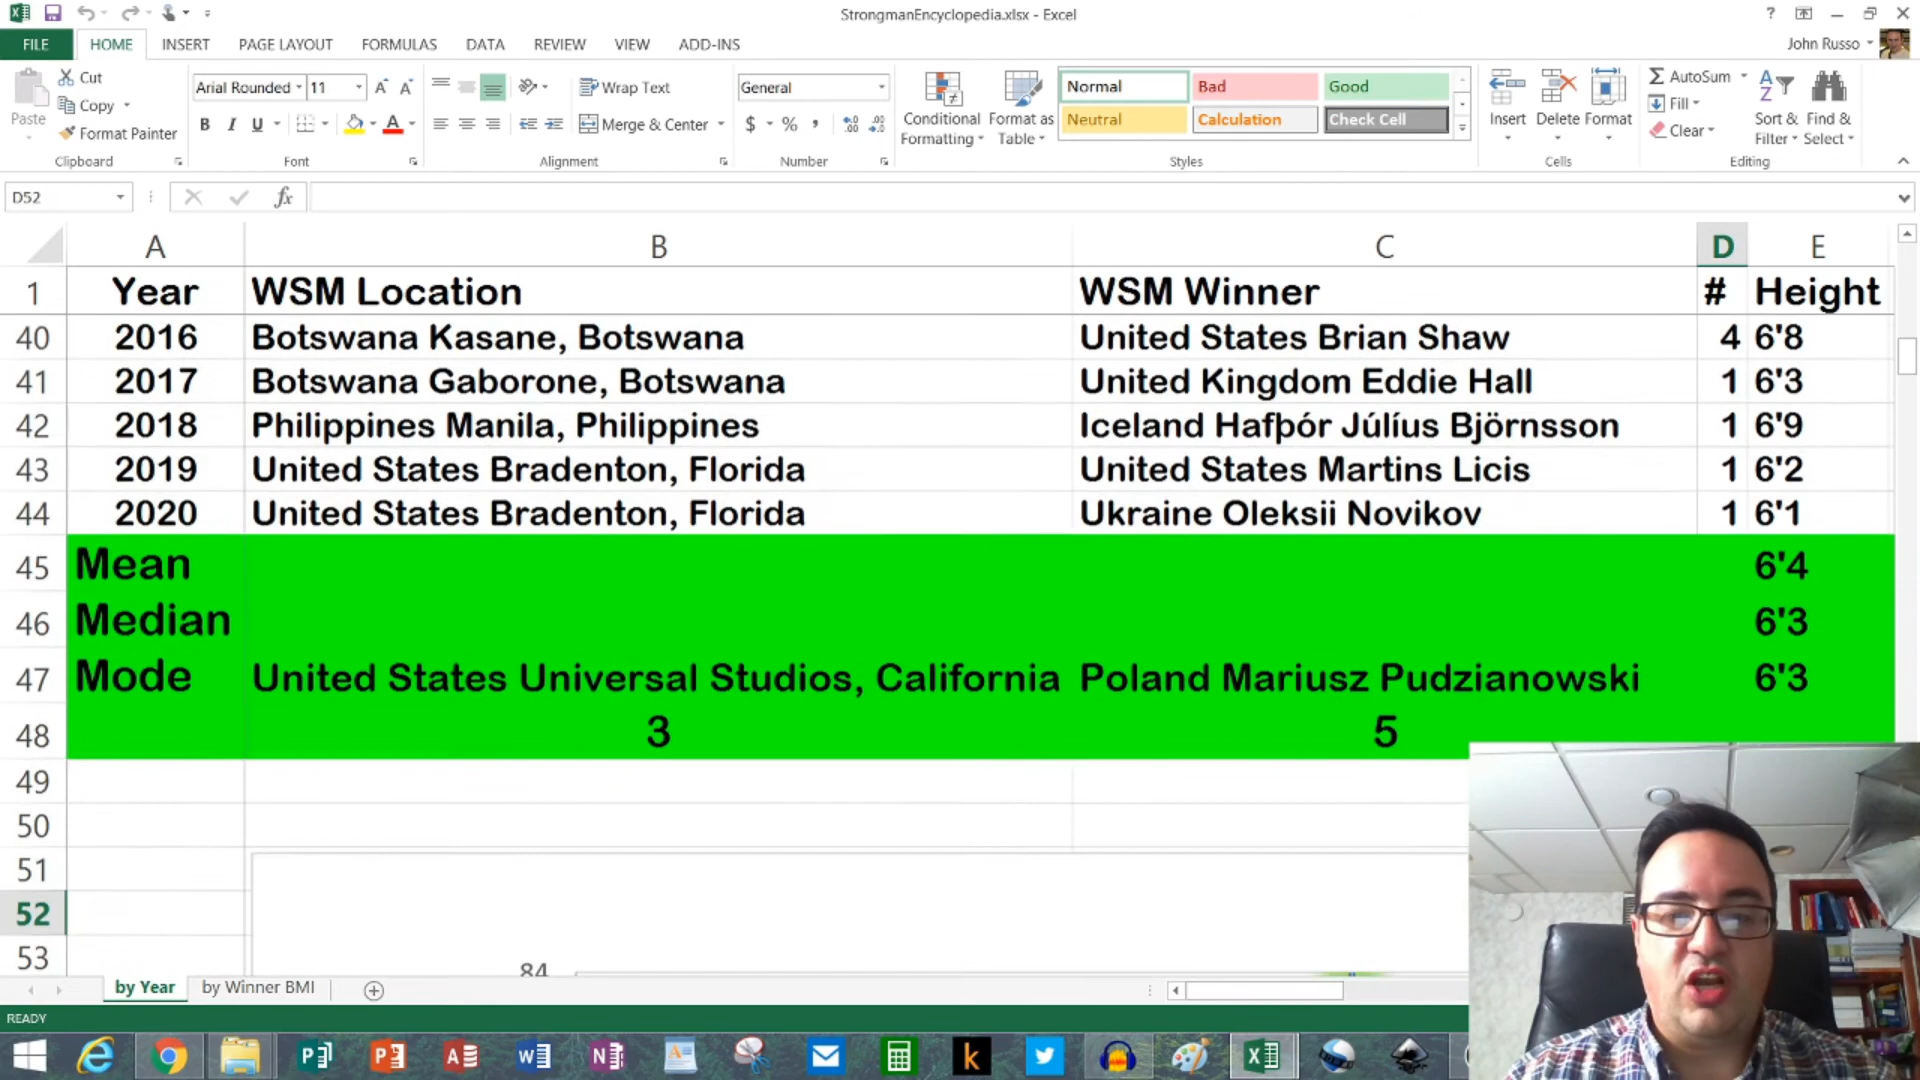 StrongmanEncyclopedia.xlsx - Excel
FILE HOME INSERT PAGE LAYOUT FORMULAS DATA REVIEW VIEW ADD-INS John Russo
Paste Cut Copy Format Painter
Clipboard
Arial Rounded 11
B I U
Font
Wrap Text
Merge & Center
Alignment
General
$ % ,
Number
Conditional Formatting
Format as Table
Normal Bad Good
Neutral Calculation Check Cell
Styles
Insert Delete Format
Cells
AutoSum
Fill
Clear
Sort & Filter
Find & Select
Editing
D52 fx
A B C D E
1 Year WSM Location WSM Winner # Height
40 2016 Botswana Kasane, Botswana United States Brian Shaw 4 6'8
41 2017 Botswana Gaborone, Botswana United Kingdom Eddie Hall 1 6'3
42 2018 Philippines Manila, Philippines Iceland Hafþór Júlíus Björnsson 1 6'9
43 2019 United States Bradenton, Florida United States Martins Licis 1 6'2
44 2020 United States Bradenton, Florida Ukraine Oleksii Novikov 1 6'1
45 Mean 6'4
46 Median 6'3
47 Mode United States Universal Studios, California Poland Mariusz Pudzianowski 6'3
48 3 5
49
50
51
52
53
84
by Year by Winner BMI
READY